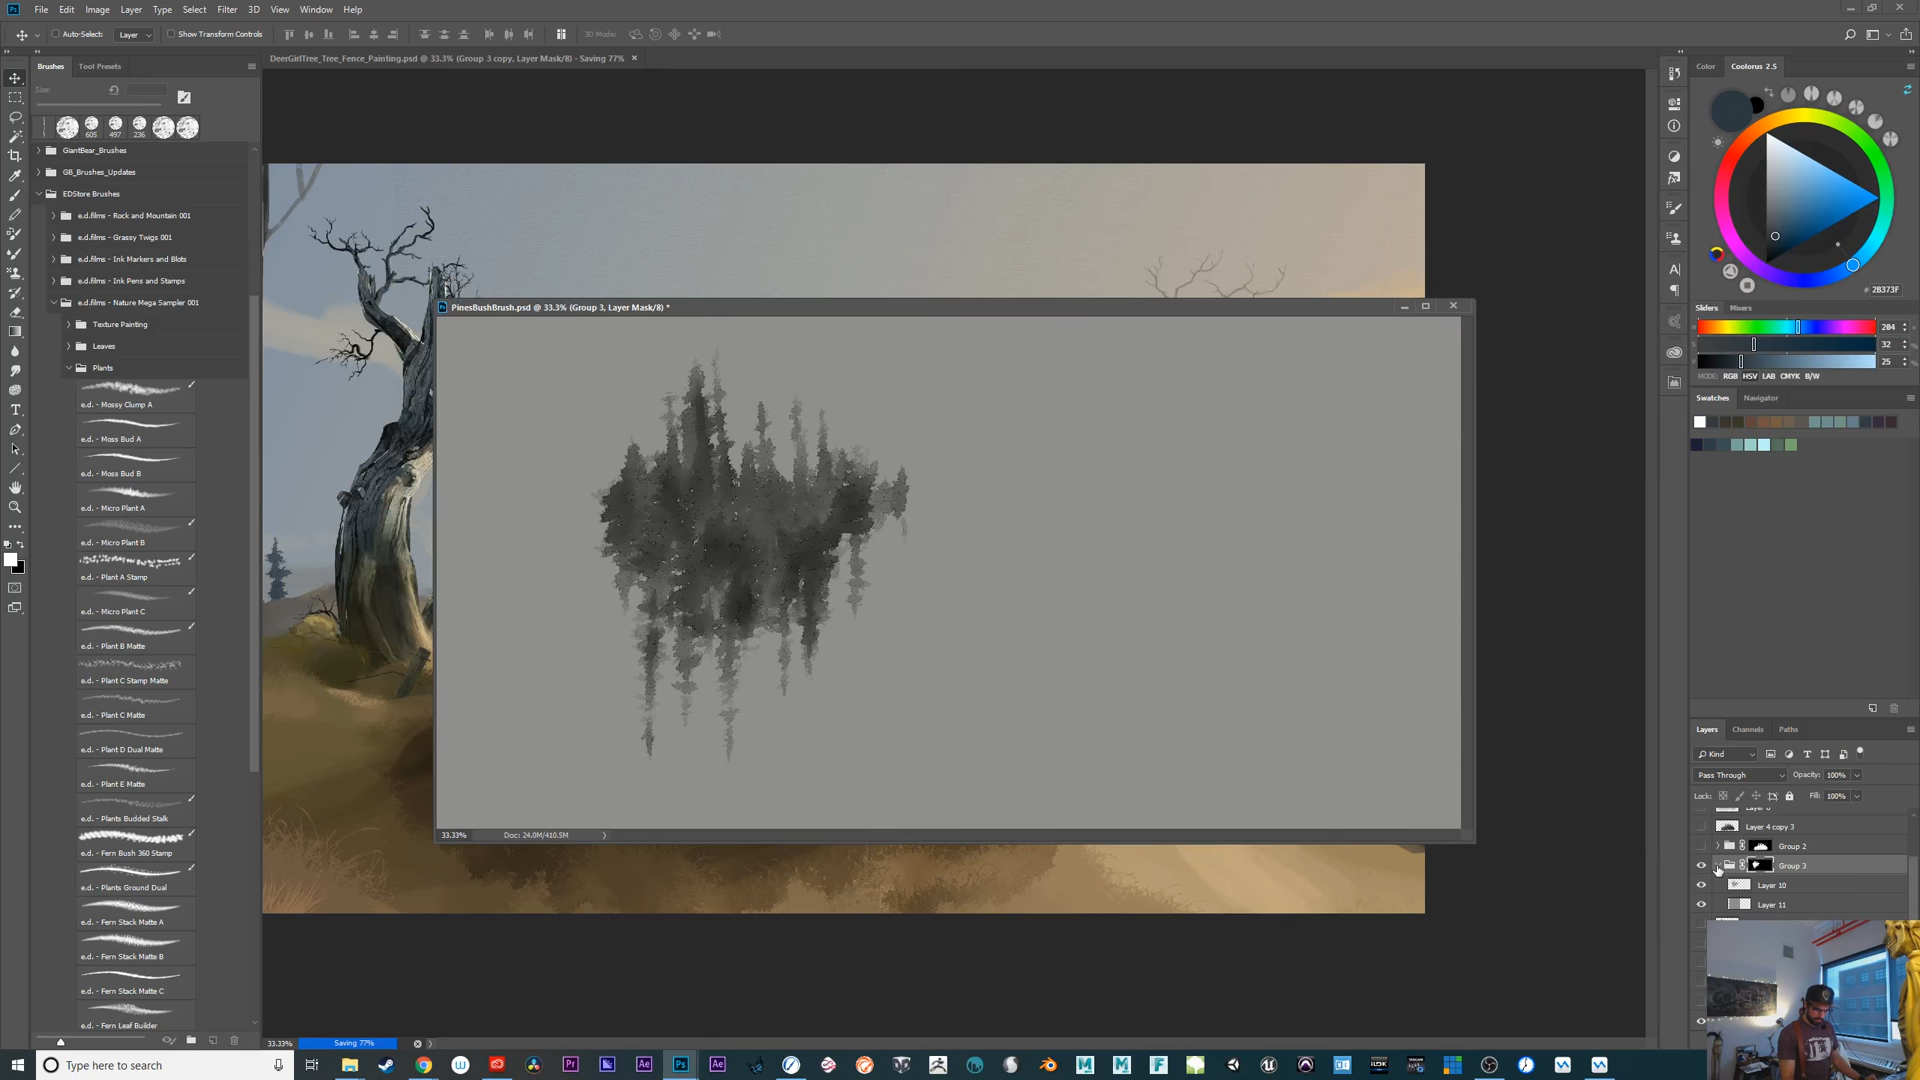 Ps File Edit Image Layer Type Select Filter 3D View Window Help
Auto-Select: Layer Show Transform Controls 3D Mode:
Brushes Tool Presets
DeerGirlTree_Tree_Fence_Painting.psd @ 33.3% (Group 3 copy, Layer Mask/8) - Saving 77%
Size:
605 497 236
GiantBear_Brushes
GB_Brushes_Updates
EDStore Brushes
e.d.films - Rock and Mountain 001
e.d.films - Grassy Twigs 001
e.d.films - Ink Markers and Blots
e.d.films - Ink Pens and Stamps
e.d.films - Nature Mega Sampler 001
Texture Painting
Leaves
Plants
e.d. - Mossy Clump A
e.d. - Moss Bud A
e.d. - Moss Bud B
e.d. - Micro Plant A
e.d. - Micro Plant B
e.d. - Plant A Stamp
e.d. - Micro Plant C
e.d. - Plant B Matte
e.d. - Plant C Stamp Matte
e.d. - Plant C Matte
e.d. - Plant D Dual Matte
e.d. - Plant E Matte
e.d. - Plants Budded Stalk
e.d. - Fern Bush 360 Stamp
e.d. - Plants Ground Dual
e.d. - Fern Stack Matte A
e.d. - Fern Stack Matte B
e.d. - Fern Stack Matte C
e.d. - Fern Leaf Builder
PinesBushBrush.psd @ 33.3% (Group 3, Layer Mask/8) *
33.33% Doc: 24.0M/410.5M
33.33% Saving 77%
Color Coolorus 2.5
# 2B373F
Sliders Mixers
H 204
S 32
V 25
MODE: RGB HSV LAB CMYK B/W
Swatches Navigator
Layers Channels Paths
Kind
Pass Through Opacity: 100%
Lock: Fill: 100%
Layer 4 copy 3
Group 2
Group 3
Layer 10
Layer 11
Type here to search